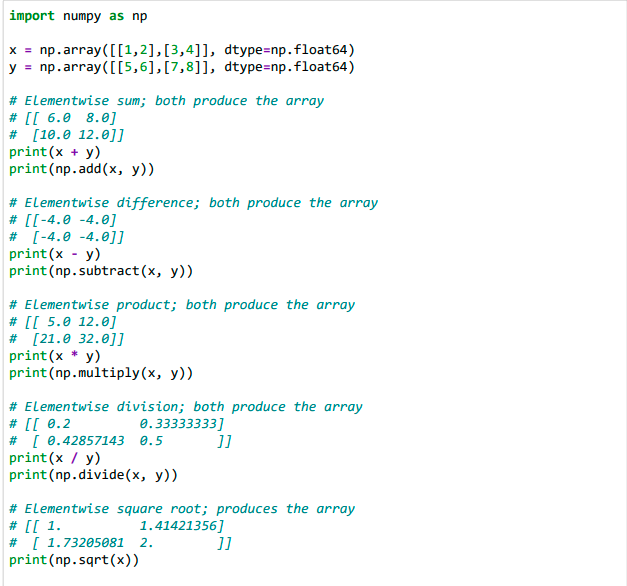 import numpy as np
x = np.array([[1,2],[3,4]], dtype=np.float64)
y = np.array([[5,6],[7,8]], dtype=np.float64)
# Elementwise sum; both produce the array
# [[ 6.0  8.0]
#  [10.0 12.0]]
print(x + y)
print(np.add(x, y))
# Elementwise difference; both produce the array
# [[-4.0 -4.0]
#  [-4.0 -4.0]]
print(x - y)
print(np.subtract(x, y))
# Elementwise product; both produce the array
# [[ 5.0 12.0]
#  [21.0 32.0]]
print(x * y)
print(np.multiply(x, y))
# Elementwise division; both produce the array
# [[ 0.2         0.33333333]
#  [ 0.42857143  0.5       ]]
print(x / y)
print(np.divide(x, y))
# Elementwise square root; produces the array
# [[ 1.          1.41421356]
#  [ 1.73205081  2.        ]]
print(np.sqrt(x))